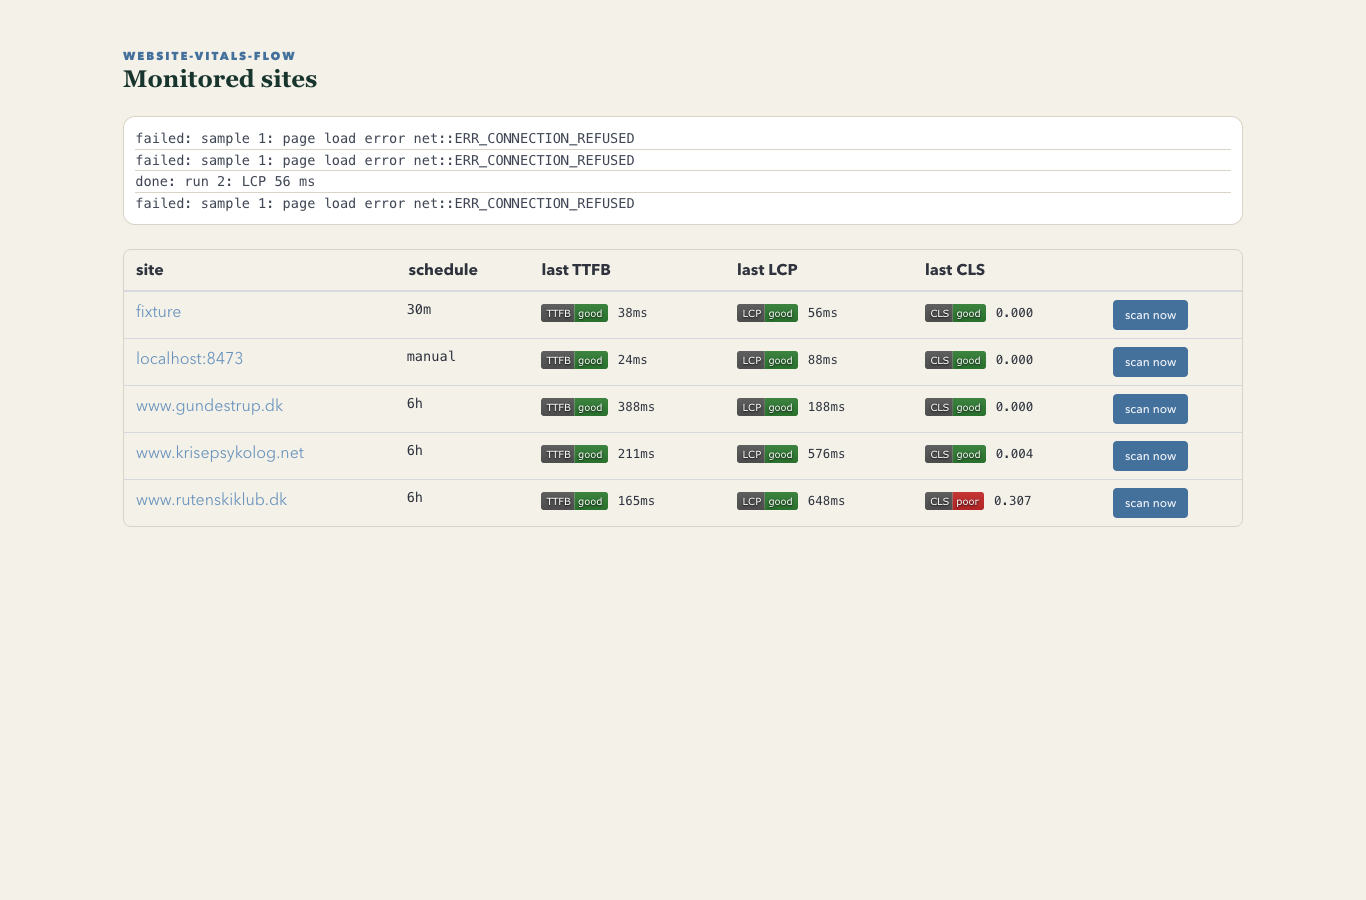 WEBSITE-VITALS-FLOW
Monitored sites
failed: sample 1: page load error net::ERR_CONNECTION_REFUSED
failed: sample 1: page load error net::ERR_CONNECTION_REFUSED
done: run 2: LCP 56 ms
failed: sample 1: page load error net::ERR_CONNECTION_REFUSED
site schedule last TTFB last LCP last CLS
fixture 30m TTFB good 38ms LCP good 56ms CLS good 0.000 scan now
localhost:8473 manual TTFB good 24ms LCP good 88ms CLS good 0.000 scan now
www.gundestrup.dk 6h TTFB good 388ms LCP good 188ms CLS good 0.000 scan now
www.krisepsykolog.net 6h TTFB good 211ms LCP good 576ms CLS good 0.004 scan now
www.rutenskiklub.dk 6h TTFB good 165ms LCP good 648ms CLS poor 0.307 scan now